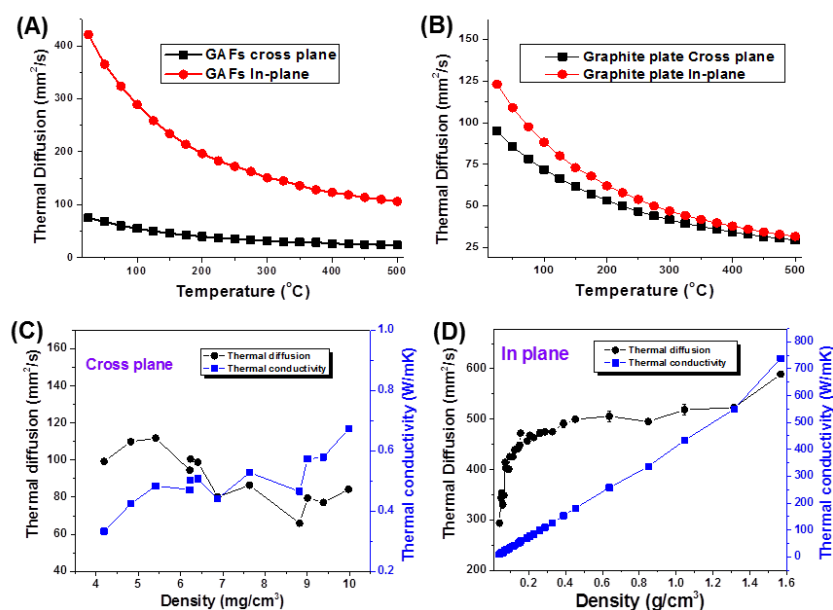 (A)
GAFs cross plane
GAFs In-plane
Thermal Diffusion (mm²/s)
400
300
200
100
0
100
200
300
400
500
Temperature (°C)
(B)
Graphite plate Cross plane
Graphite plate In-plane
Thermal Diffusion (mm²/s)
150
125
100
75
50
25
100
200
300
400
500
Temperature (°C)
(C)
Cross plane
Thermal diffusion
Thermal conductivity
Thermal diffusion (mm²/s)
160
140
120
100
80
60
40
4
5
6
7
8
9
10
Density (mg/cm³)
1.0
0.8
0.6
0.4
0.2
Thermal conductivity (W/mK)
(D)
In plane
Thermal diffusion
Thermal conductivity
Thermal diffusion (mm²/s)
600
500
400
300
200
0.2
0.4
0.6
0.8
1.0
1.2
1.4
1.6
Density (g/cm³)
800
700
600
500
400
300
200
100
0
Thermal conductivity (W/mK)